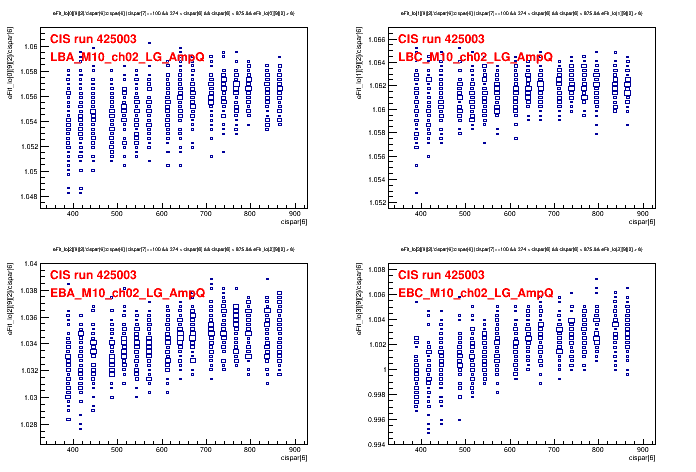 CIS run 425003
LBA_M10_ch02_LG_AmpQ
1.06
1.058
1.056
1.054
1.052
1.05
1.048
400 500 600 700 800 900
cispar[6]
CIS run 425003
LBC_M10_ch02_LG_AmpQ
1.066
1.064
1.062
1.06
1.058
1.056
1.054
1.052
400 500 600 700 800 900
cispar[6]
CIS run 425003
EBA_M10_ch02_LG_AmpQ
1.04
1.038
1.036
1.034
1.032
1.03
1.028
400 500 600 700 800 900
cispar[6]
CIS run 425003
EBC_M10_ch02_LG_AmpQ
1.008
1.006
1.004
1.002
1
0.998
0.996
0.994
400 500 600 700 800 900
cispar[6]